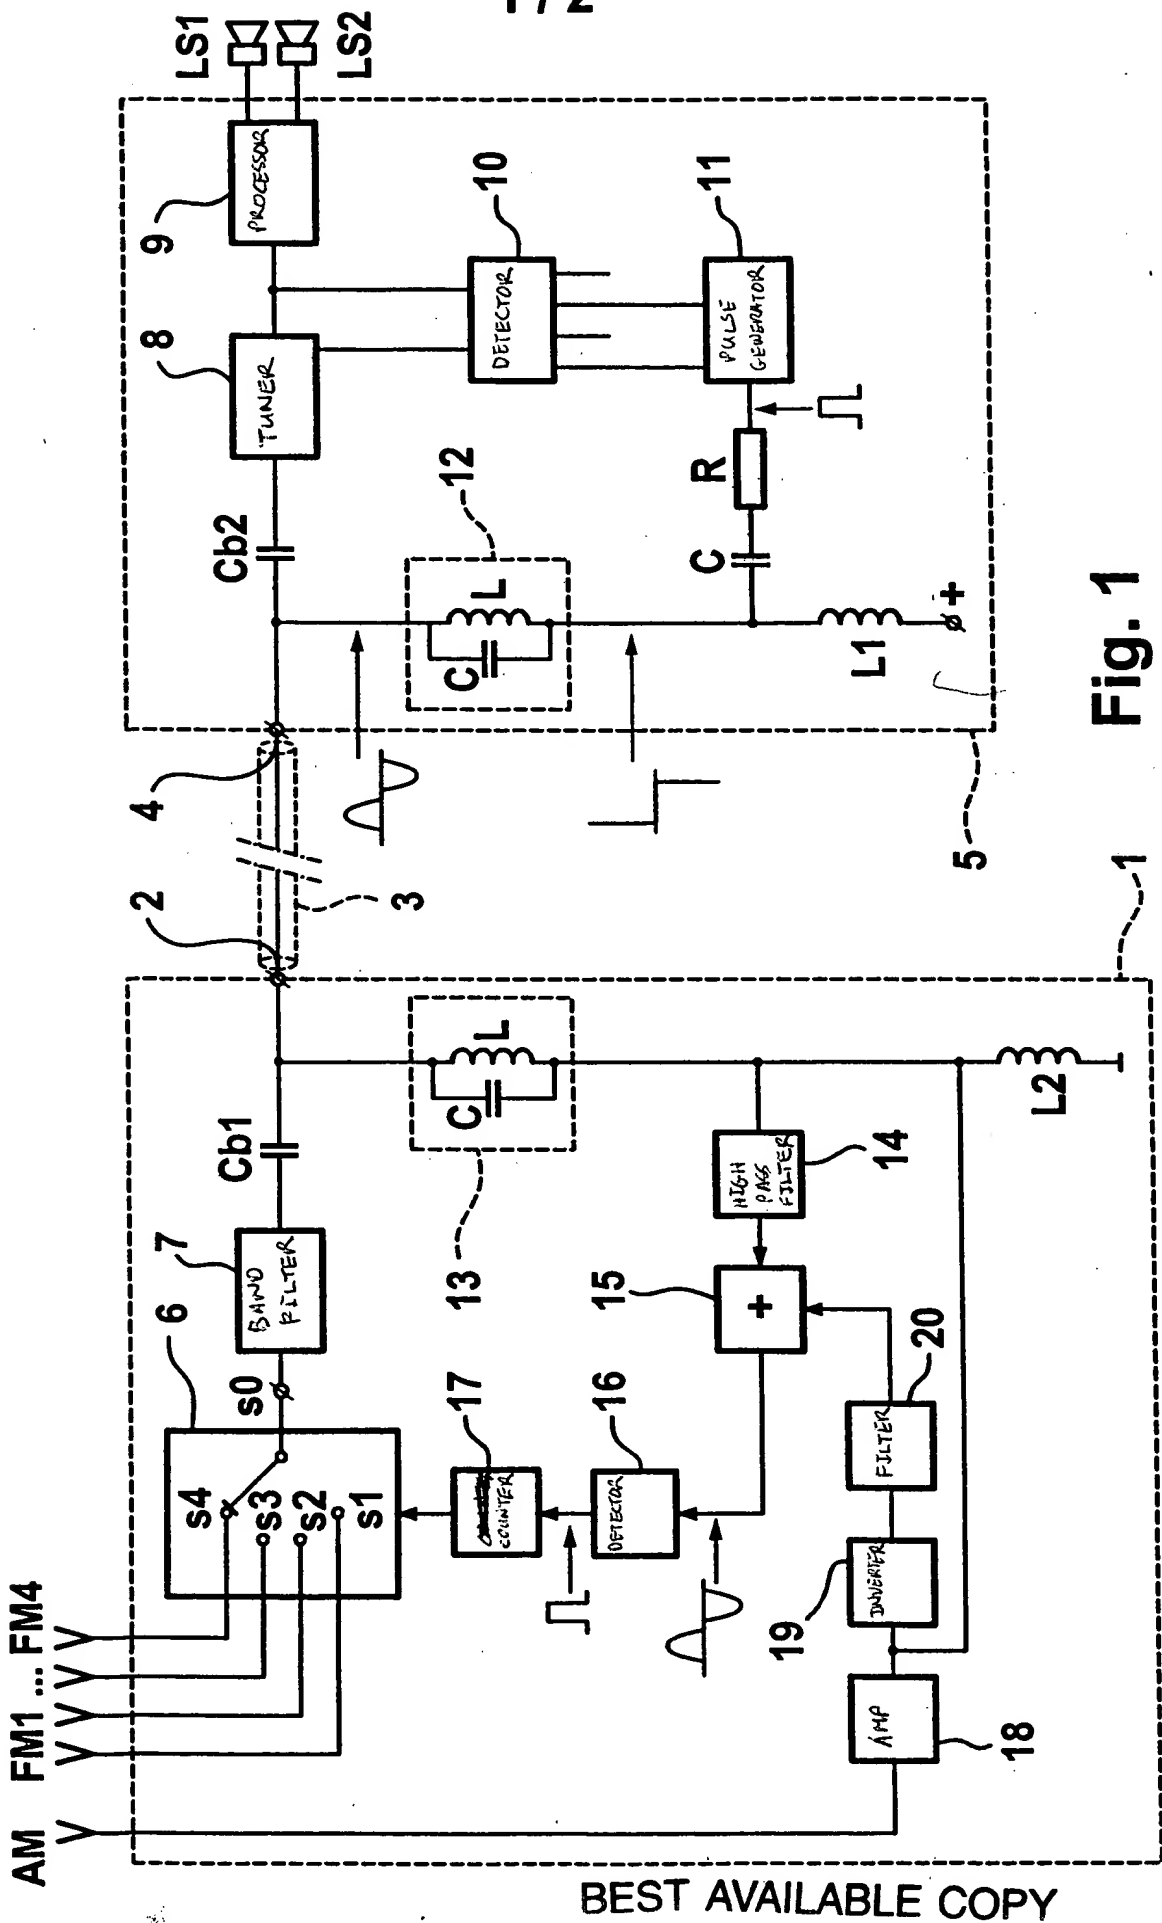 1 / 2
LS1
LS2
9
PROCESSOR
8
TUNER
10
DETECTOR
11
PULSE
GENERATOR
R
C
Cb2
12
L
C
L1
+
4
5
Fig. 1
2
3
1
Cb1
13
L
C
L2
7
BAND
FILTER
6
s0
s4
s3
s2
s1
17
COUNTER
16
DETECTOR
15
+
14
HIGH
PASS
FILTER
20
FILTER
19
INVERTER
18
AMP
AM
FM1 ... FM4
BEST AVAILABLE COPY